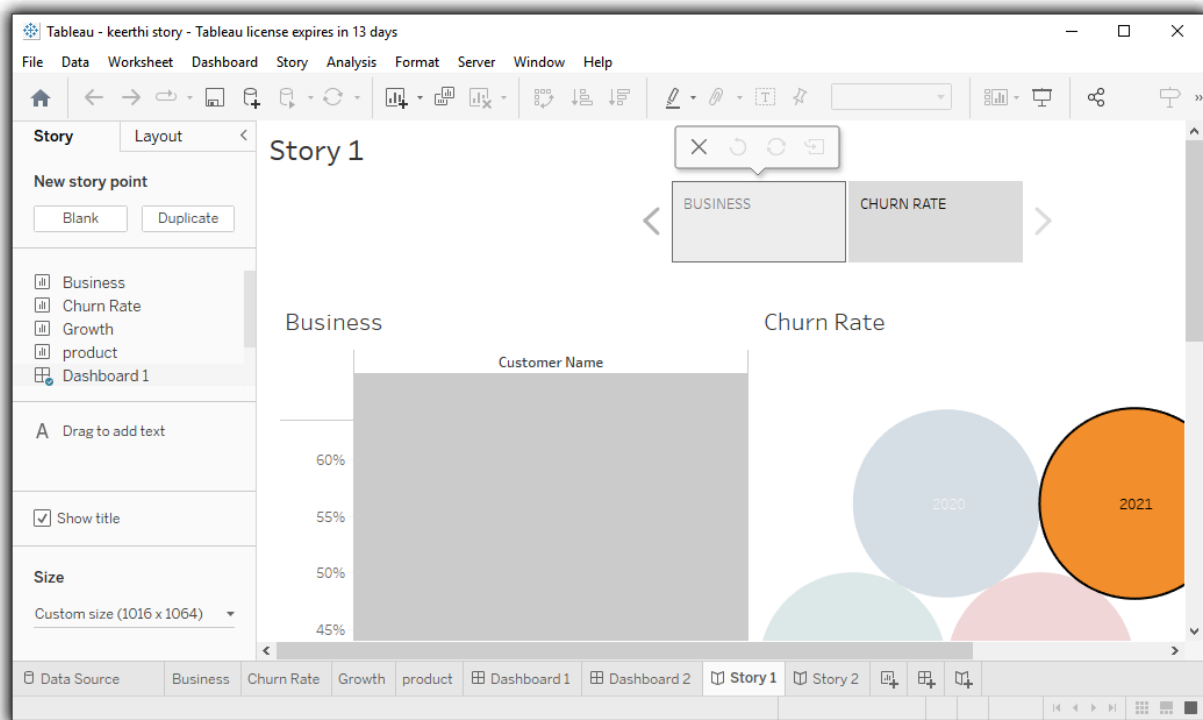 Tableau - keerthi story - Tableau license expires in 13 days
File Data Worksheet Dashboard Story Analysis Format Server Window Help
Story Layout
New story point
Blank Duplicate
Business
Churn Rate
Growth
product
Dashboard 1
A Drag to add text
Show title
Size
Custom size (1016 x 1064)
Story 1
BUSINESS CHURN RATE
Business Churn Rate
Customer Name
60%
55%
50%
45%
2020 2021
Data Source Business Churn Rate Growth product Dashboard 1 Dashboard 2 Story 1 Story 2